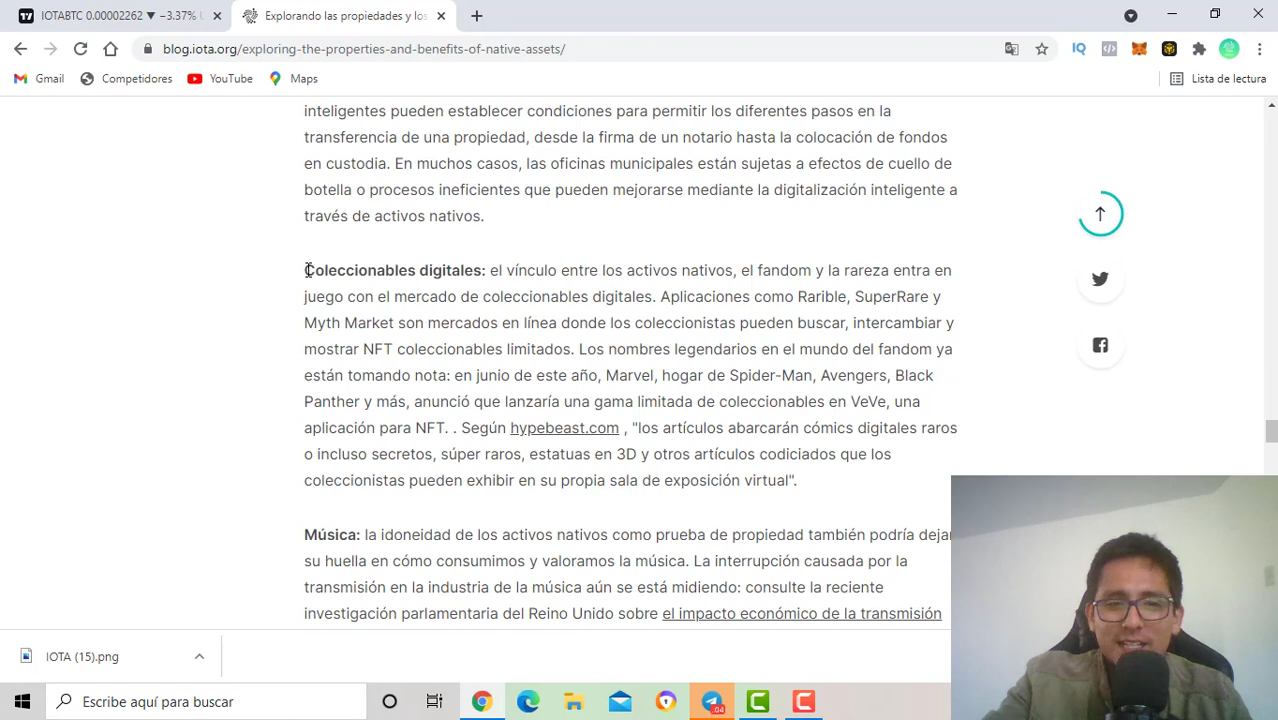 IOTABTC 0.00002262 ▼ −3.37%
Explorando las propiedades y los
blog.iota.org/exploring-the-properties-and-benefits-of-native-assets/
Gmail
Competidores
YouTube
Maps
Lista de lectura
inteligentes pueden establecer condiciones para permitir los diferentes pasos en la
transferencia de una propiedad, desde la firma de un notario hasta la colocación de fondos
en custodia. En muchos casos, las oficinas municipales están sujetas a efectos de cuello de
botella o procesos ineficientes que pueden mejorarse mediante la digitalización inteligente a
través de activos nativos.
Coleccionables digitales: el vínculo entre los activos nativos, el fandom y la rareza entra en
juego con el mercado de coleccionables digitales. Aplicaciones como Rarible, SuperRare y
Myth Market son mercados en línea donde los coleccionistas pueden buscar, intercambiar y
mostrar NFT coleccionables limitados. Los nombres legendarios en el mundo del fandom ya
están tomando nota: en junio de este año, Marvel, hogar de Spider-Man, Avengers, Black
Panther y más, anunció que lanzaría una gama limitada de coleccionables en VeVe, una
aplicación para NFT. . Según hypebeast.com , "los artículos abarcarán cómics digitales raros
o incluso secretos, súper raros, estatuas en 3D y otros artículos codiciados que los
coleccionistas pueden exhibir en su propia sala de exposición virtual".
Música: la idoneidad de los activos nativos como prueba de propiedad también podría dejar
su huella en cómo consumimos y valoramos la música. La interrupción causada por la
transmisión en la industria de la música aún se está midiendo: consulte la reciente
investigación parlamentaria del Reino Unido sobre el impacto económico de la transmisión
IOTA (15).png
Escribe aquí para buscar